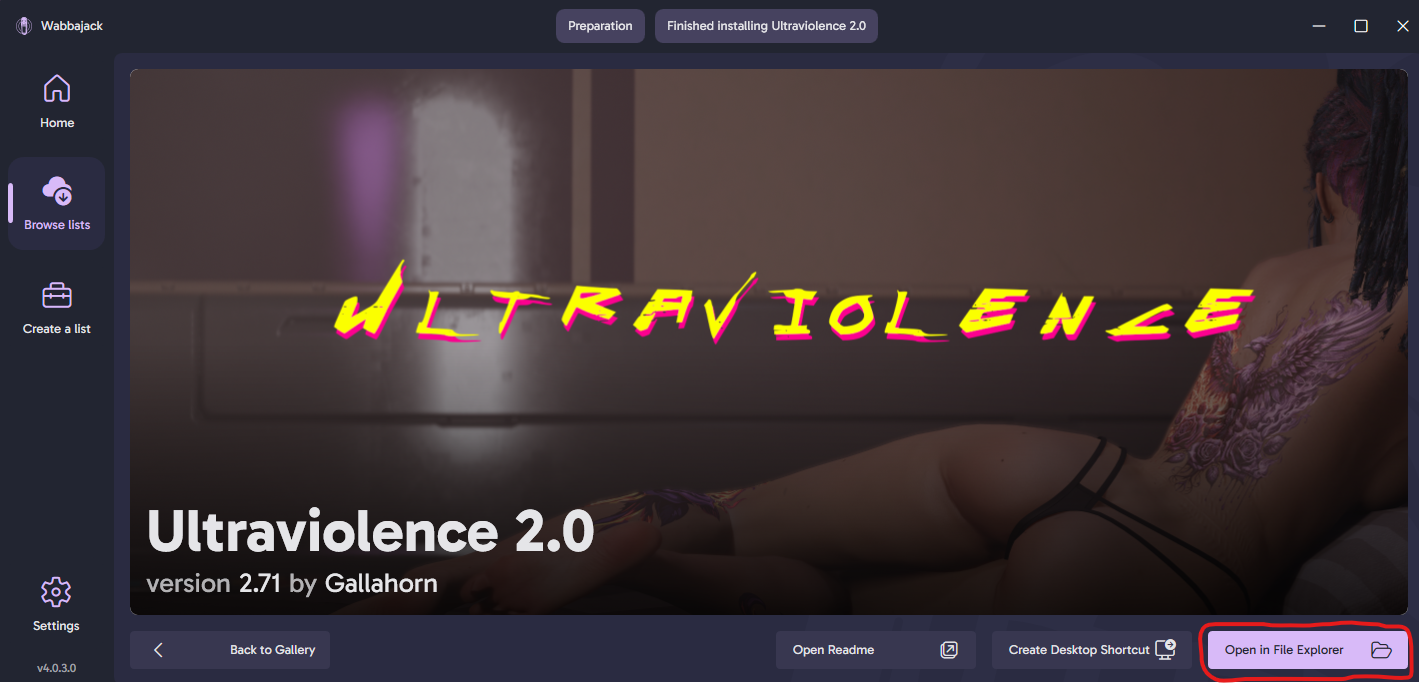 Wabbajack
Preparation
Finished installing Ultraviolence 2.0
Home
Browse lists
Create a list
ULTRAVIOLENCE
Ultraviolence 2.0
version 2.71 by Gallahorn
Settings
v4.0.3.0
Back to Gallery
Open Readme
Create Desktop Shortcut
Open in File Explorer